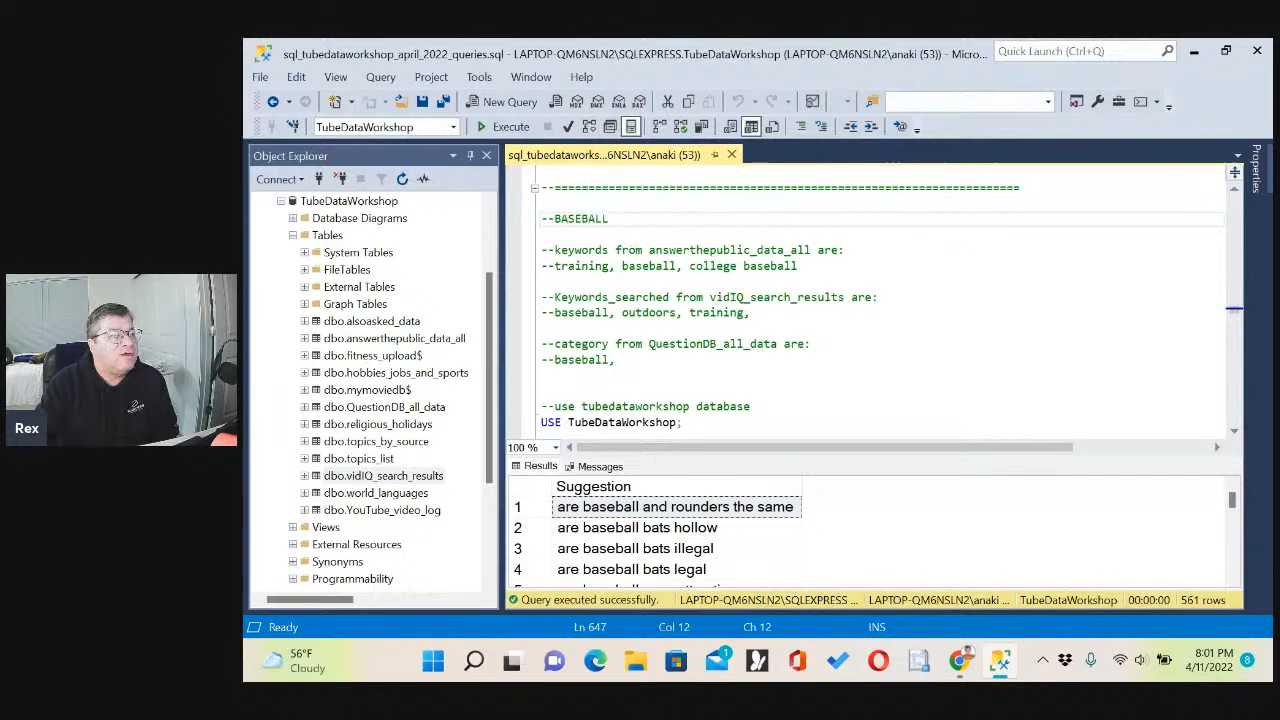 sql_tubedataworkshop_april_2022_queries.sql - LAPTOP-QM6NSLN2\SQLEXPRESS.TubeDataWorkshop (LAPTOP-QM6NSLN2\anaki (53)) - Micro...
Quick Launch (Ctrl+Q)
File Edit View Query Project Tools Window Help
New Query
MDX DMX XMLA DAX
TubeDataWorkshop
Execute
Object Explorer
sql_tubedataworks...6NSLN2\anaki (53))
Properties
Connect
TubeDataWorkshop
Database Diagrams
Tables
System Tables
FileTables
External Tables
Graph Tables
dbo.alsoasked_data
dbo.answerthepublic_data_all
dbo.fitness_upload$
dbo.hobbies_jobs_and_sports
dbo.mymoviedb$
dbo.QuestionDB_all_data
dbo.religious_holidays
dbo.topics_by_source
dbo.topics_list
dbo.vidIQ_search_results
dbo.world_languages
dbo.YouTube_video_log
Views
External Resources
Synonyms
Programmability
--====================================================================
--BASEBALL
--keywords from answerthepublic_data_all are:
--training, baseball, college baseball
--Keywords_searched from vidIQ_search_results are:
--baseball, outdoors, training,
--category from QuestionDB_all_data are:
--baseball,
--use tubedataworkshop database
USE TubeDataWorkshop;
100 %
Results Messages
Suggestion
1 are baseball and rounders the same
2 are baseball bats hollow
3 are baseball bats illegal
4 are baseball bats legal
Query executed successfully. LAPTOP-QM6NSLN2\SQLEXPRESS ... LAPTOP-QM6NSLN2\anaki ... TubeDataWorkshop 00:00:00 561 rows
Ready Ln 647 Col 12 Ch 12 INS
Rex
56°F
Cloudy
1
8:01 PM
4/11/2022
8